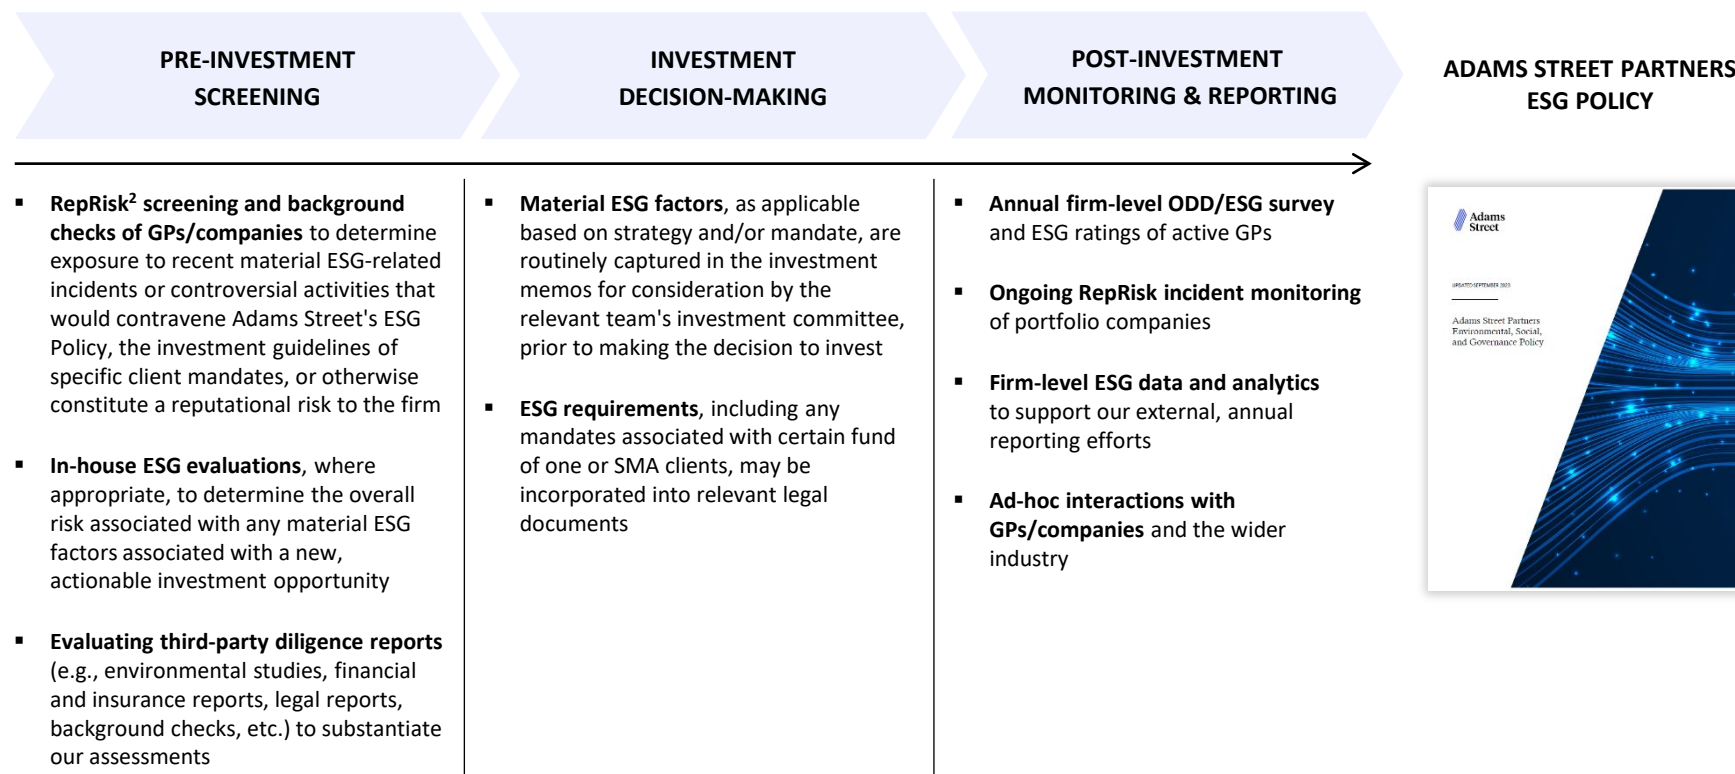 PRE-INVESTMENT
SCREENING
INVESTMENT
DECISION-MAKING
POST-INVESTMENT
MONITORING & REPORTING
ADAMS STREET PARTNERS
ESG POLICY
▪ RepRisk² screening and background
checks of GPs/companies to determine
exposure to recent material ESG-related
incidents or controversial activities that
would contravene Adams Street's ESG
Policy, the investment guidelines of
specific client mandates, or otherwise
constitute a reputational risk to the firm
▪ In-house ESG evaluations, where
appropriate, to determine the overall
risk associated with any material ESG
factors associated with a new,
actionable investment opportunity
▪ Evaluating third-party diligence reports
(e.g., environmental studies, financial
and insurance reports, legal reports,
background checks, etc.) to substantiate
our assessments
▪ Material ESG factors, as applicable
based on strategy and/or mandate, are
routinely captured in the investment
memos for consideration by the
relevant team's investment committee,
prior to making the decision to invest
▪ ESG requirements, including any
mandates associated with certain fund
of one or SMA clients, may be
incorporated into relevant legal
documents
▪ Annual firm-level ODD/ESG survey
and ESG ratings of active GPs
▪ Ongoing RepRisk incident monitoring
of portfolio companies
▪ Firm-level ESG data and analytics
to support our external, annual
reporting efforts
▪ Ad-hoc interactions with
GPs/companies and the wider
industry
Adams
Street
UPDATED SEPTEMBER 2023
Adams Street Partners
Environmental, Social,
and Governance Policy